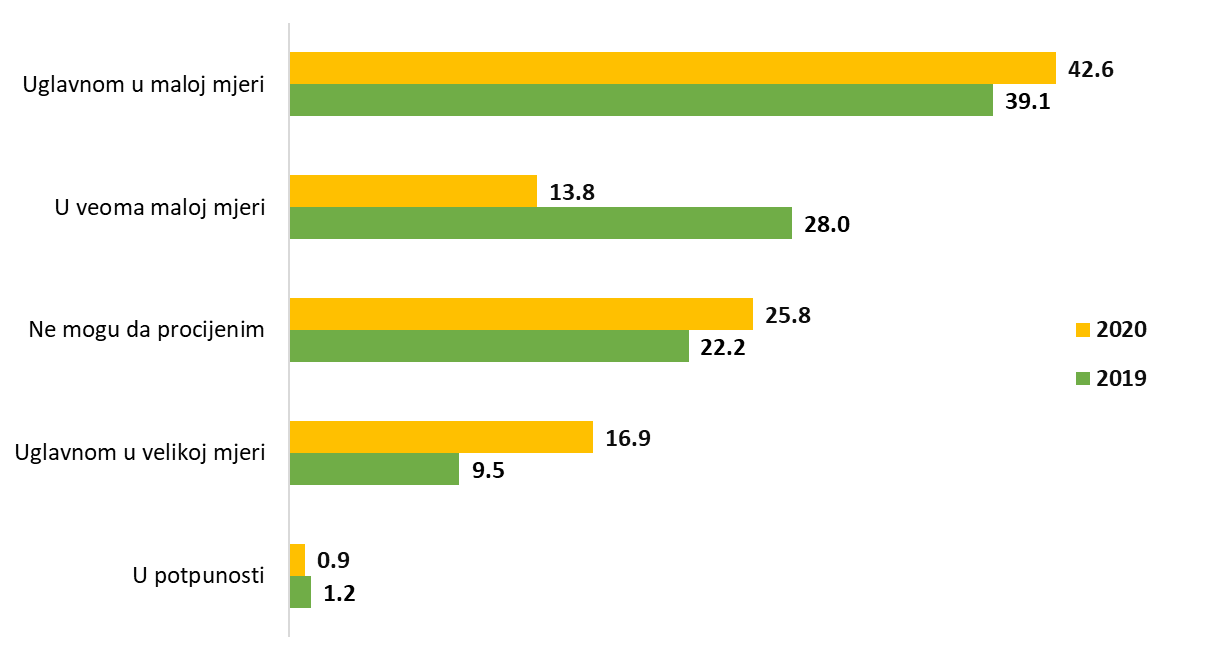 Uglavnom u maloj mjeri
42.6
39.1
U veoma maloj mjeri
13.8
28.0
Ne mogu da procijenim
25.8
22.2
2020
2019
Uglavnom u velikoj mjeri
16.9
9.5
U potpunosti
0.9
1.2